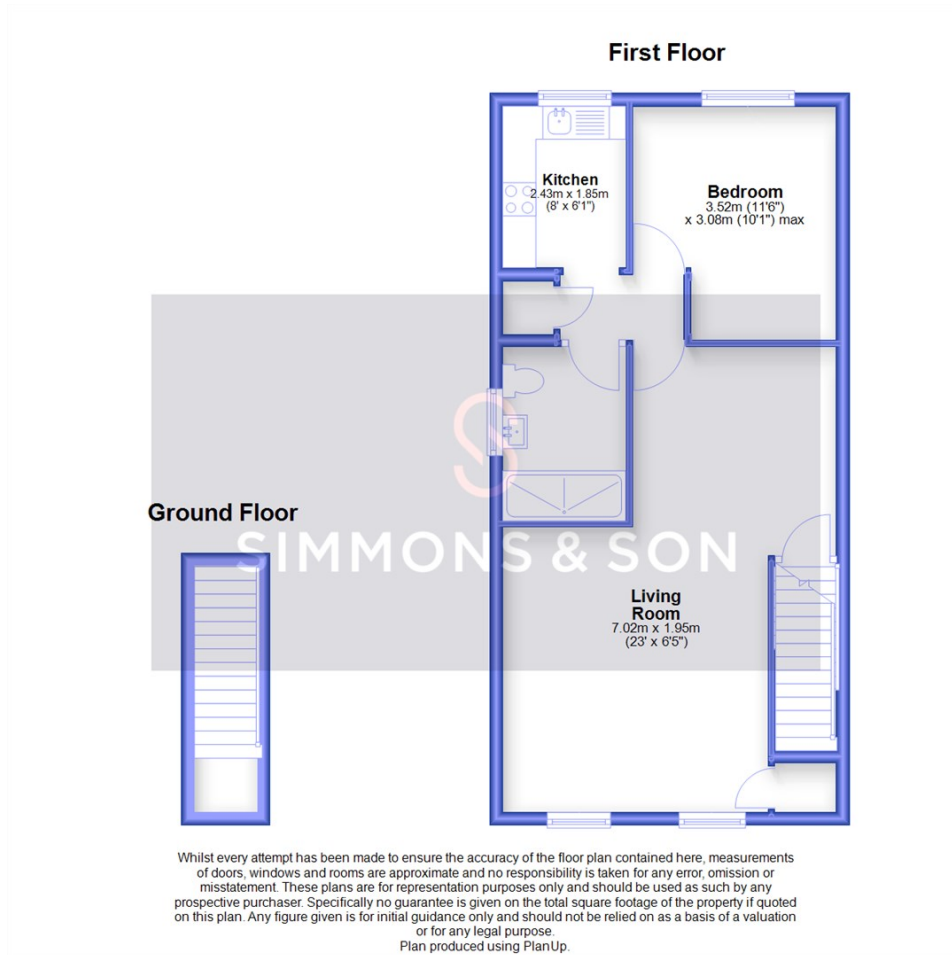 First Floor
Kitchen
2.43m x 1.85m
(8' x 6'1")
Bedroom
3.52m (11'6")
x 3.08m (10'1") max
Ground Floor
SIMMONS & SON
Living
Room
7.02m x 1.95m
(23' x 6'5")
Whilst every attempt has been made to ensure the accuracy of the floor plan contained here, measurements
of doors, windows and rooms are approximate and no responsibility is taken for any error, omission or
misstatement. These plans are for representation purposes only and should be used as such by any
prospective purchaser. Specifically no guarantee is given on the total square footage of the property if quoted
on this plan. Any figure given is for initial guidance only and should not be relied on as a basis of a valuation
or for any legal purpose.
Plan produced using PlanUp.